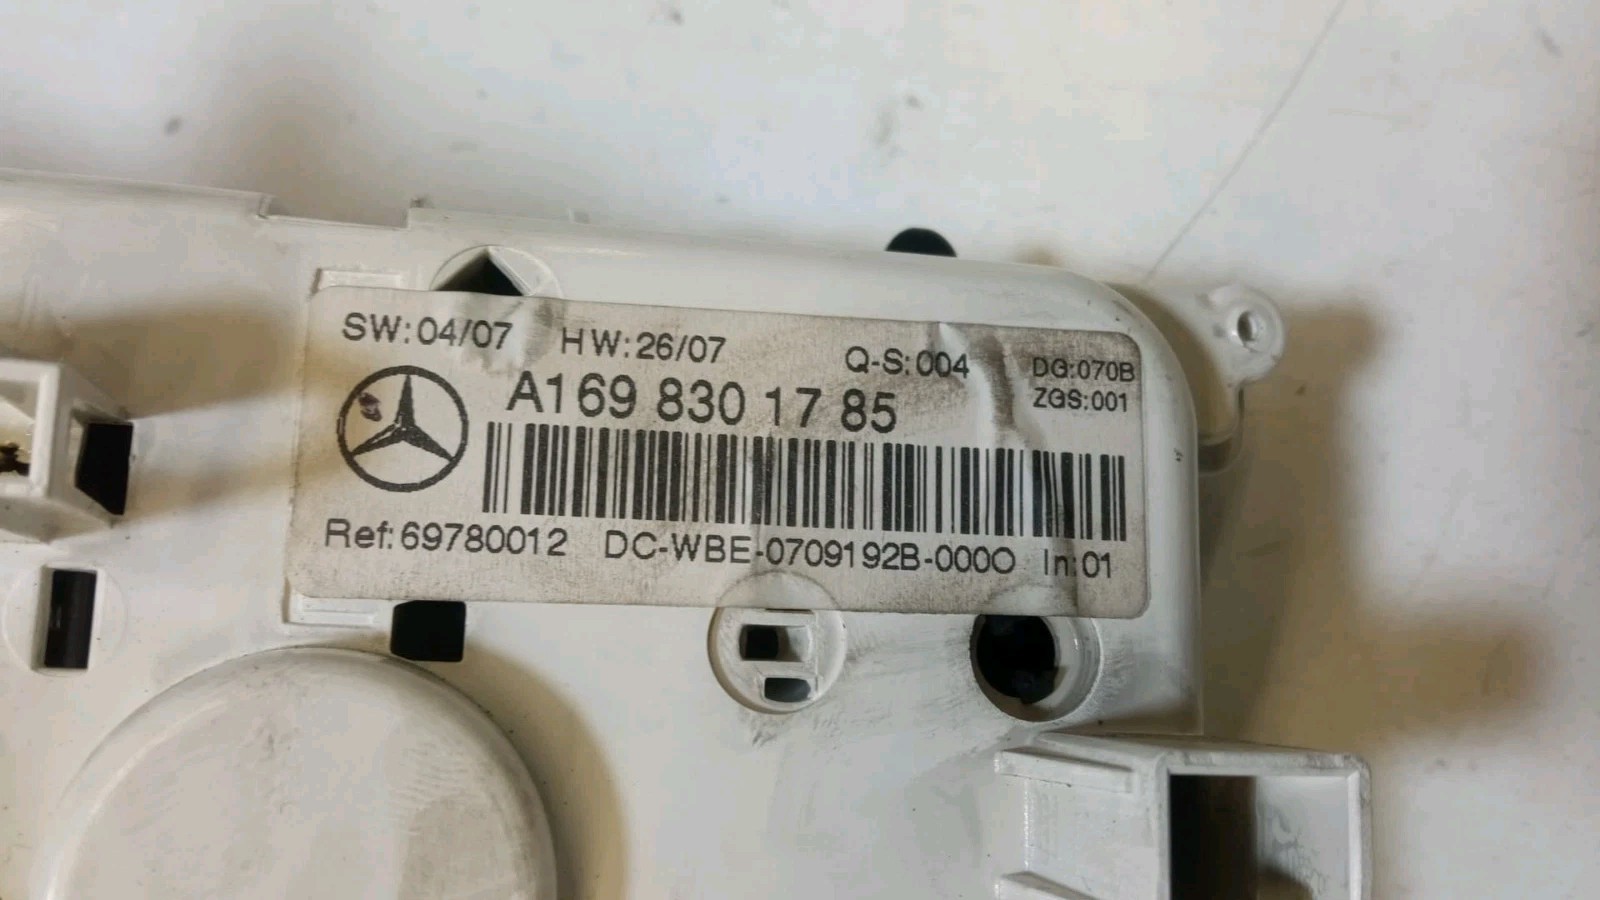 SW:04/07 HW:26/07 Q-S:004 DG:070B
A169 830 17 85 ZGS:001
Ref:69780012 DC-WBE-0709192B-000O In:01